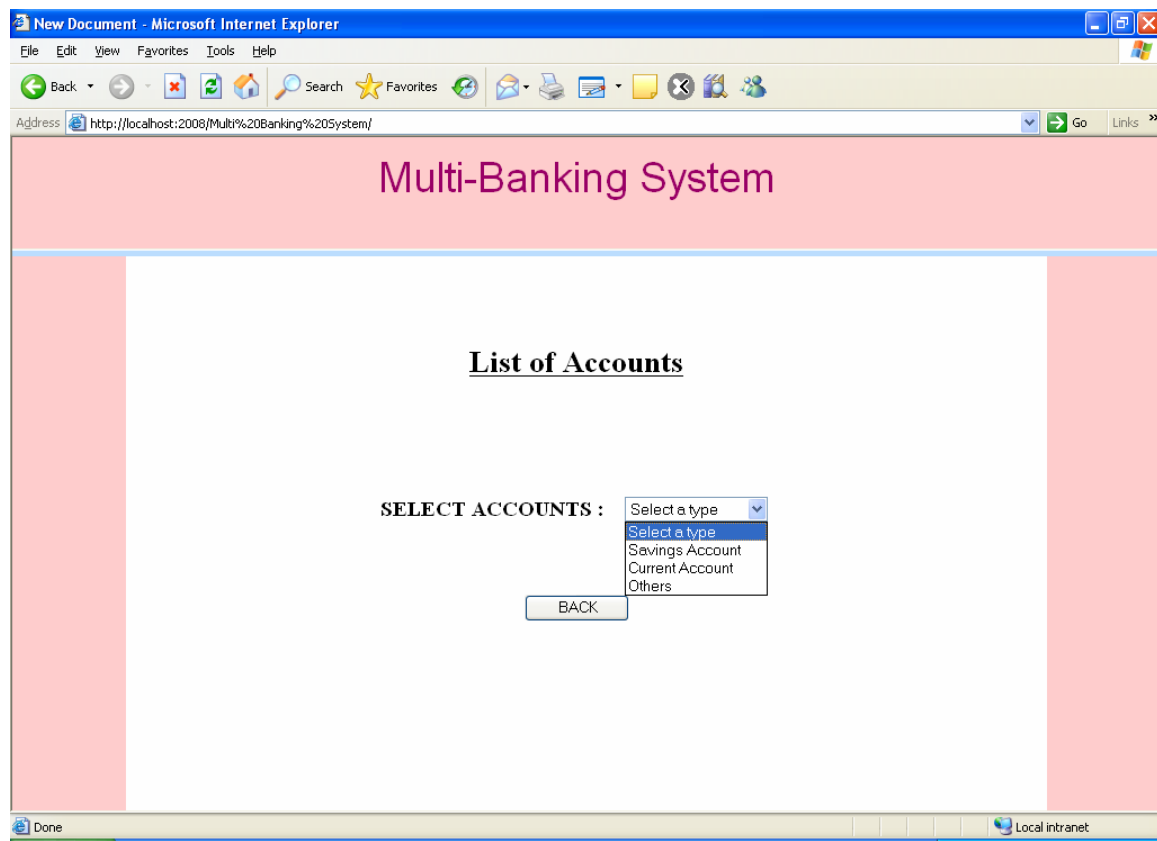 New Document - Microsoft Internet Explorer
File Edit View Favorites Tools Help
Back Search Favorites
Address http://localhost:2008/Multi%20Banking%20System/ Go Links »
Multi-Banking System
List of Accounts
SELECT ACCOUNTS : Select a type
Select a type
Savings Account
Current Account
Others
BACK
Done Local intranet